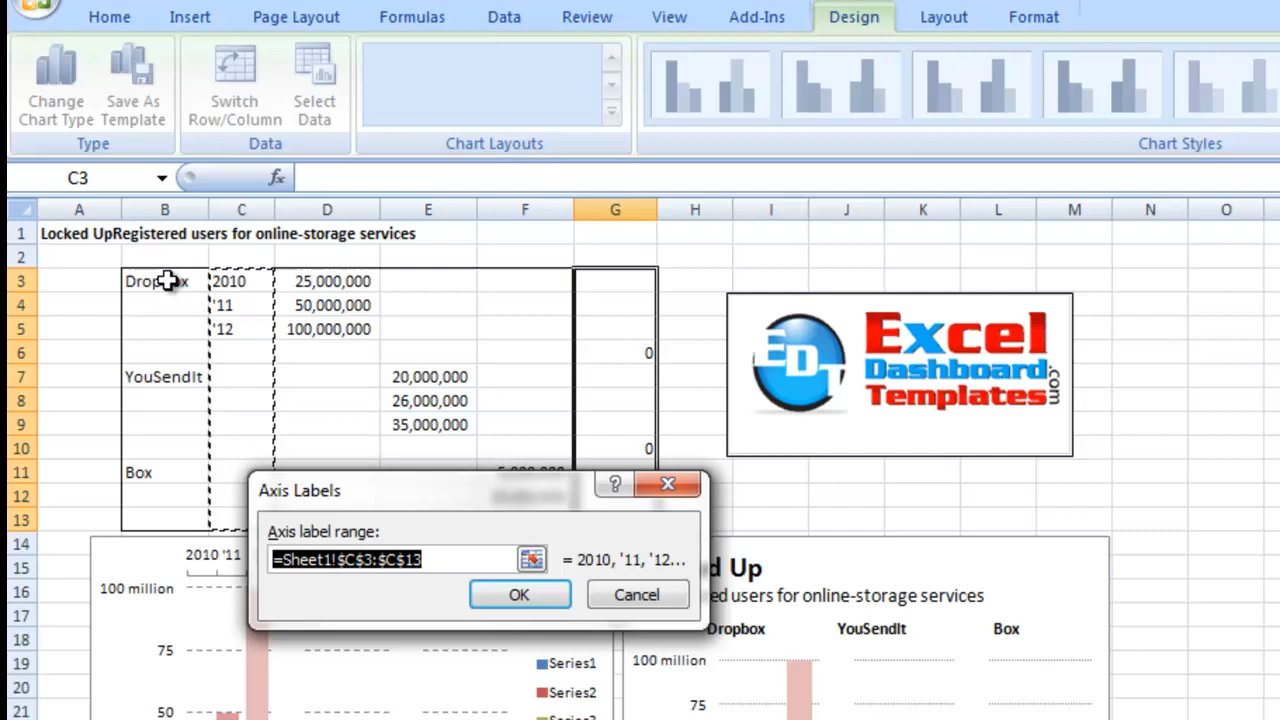 Home Insert Page Layout Formulas Data Review View Add-Ins Design Layout Format
Change Chart Type
Save As Template
Switch Row/Column
Select Data
Type Data Chart Layouts Chart Styles
C3 fx
A B C D E F G H I J K L M N O
1 Locked UpRegistered users for online-storage services
2
3 Dropbox 2010 25,000,000
4 '11 50,000,000
5 '12 100,000,000
6 0
7 YouSendIt 20,000,000
8 26,000,000
9 35,000,000
10 0
11 Box
12
13
14
15
16
17
18
19
20
21
EDT Excel
Dashboard
Templates
.com
Axis Labels ?
Axis label range:
=Sheet1!$C$3:$C$13 = 2010, '11, '12...
OK Cancel
2010 '11
100 million
75
50
Series1
Series2
d Up
ed users for online-storage services
Dropbox YouSendIt Box
100 million
75